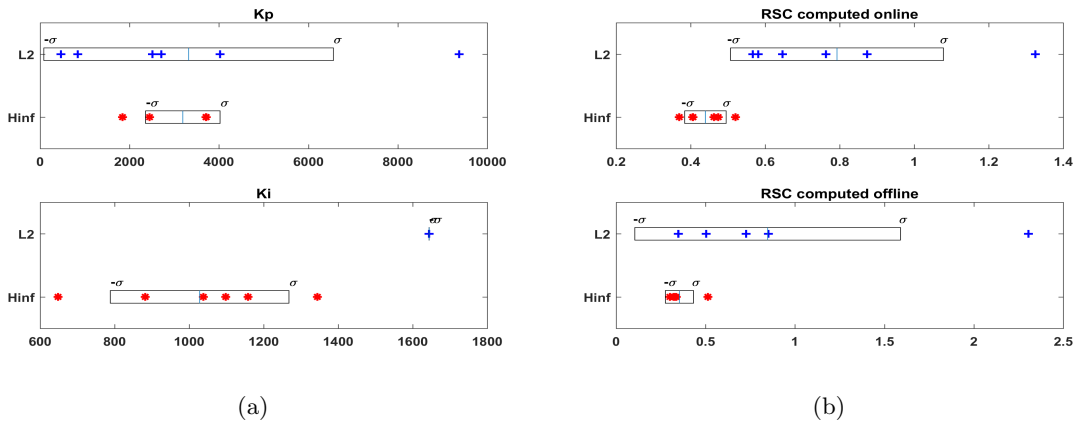 Kp
-σ σ
L2
-σ σ
Hinf
0 2000 4000 6000 8000 10000
Ki
L2
-σ σ
Hinf
600 800 1000 1200 1400 1600 1800
(a)
RSC computed online
-σ σ
L2
-σ σ
Hinf
0.2 0.4 0.6 0.8 1 1.2 1.4
RSC computed offline
-σ σ
L2
-σ σ
Hinf
0 0.5 1 1.5 2 2.5
(b)